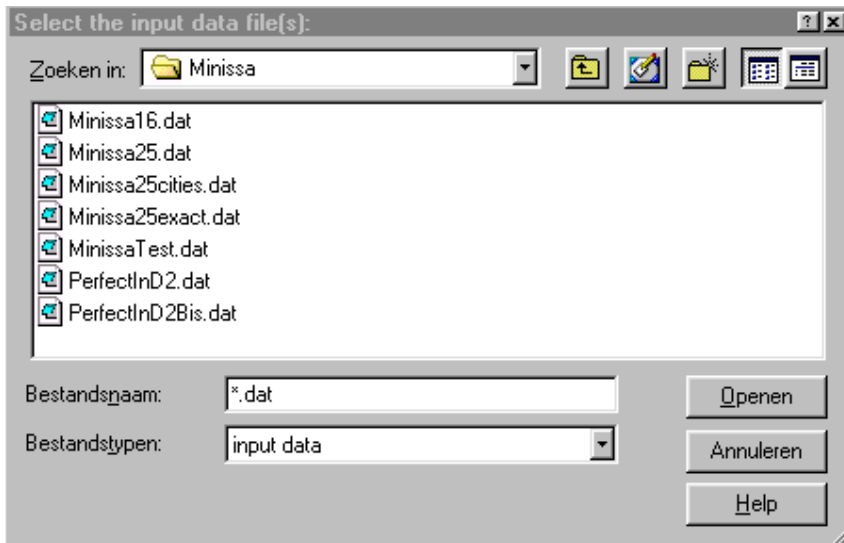 Select the input data file(s):
Zoeken in: Minissa
Minissa16.dat
Minissa25.dat
Minissa25cities.dat
Minissa25exact.dat
MinissaTest.dat
PerfectInD2.dat
PerfectInD2Bis.dat
Bestandsnaam: *.dat Openen
Bestandstypen: input data Annuleren
Help